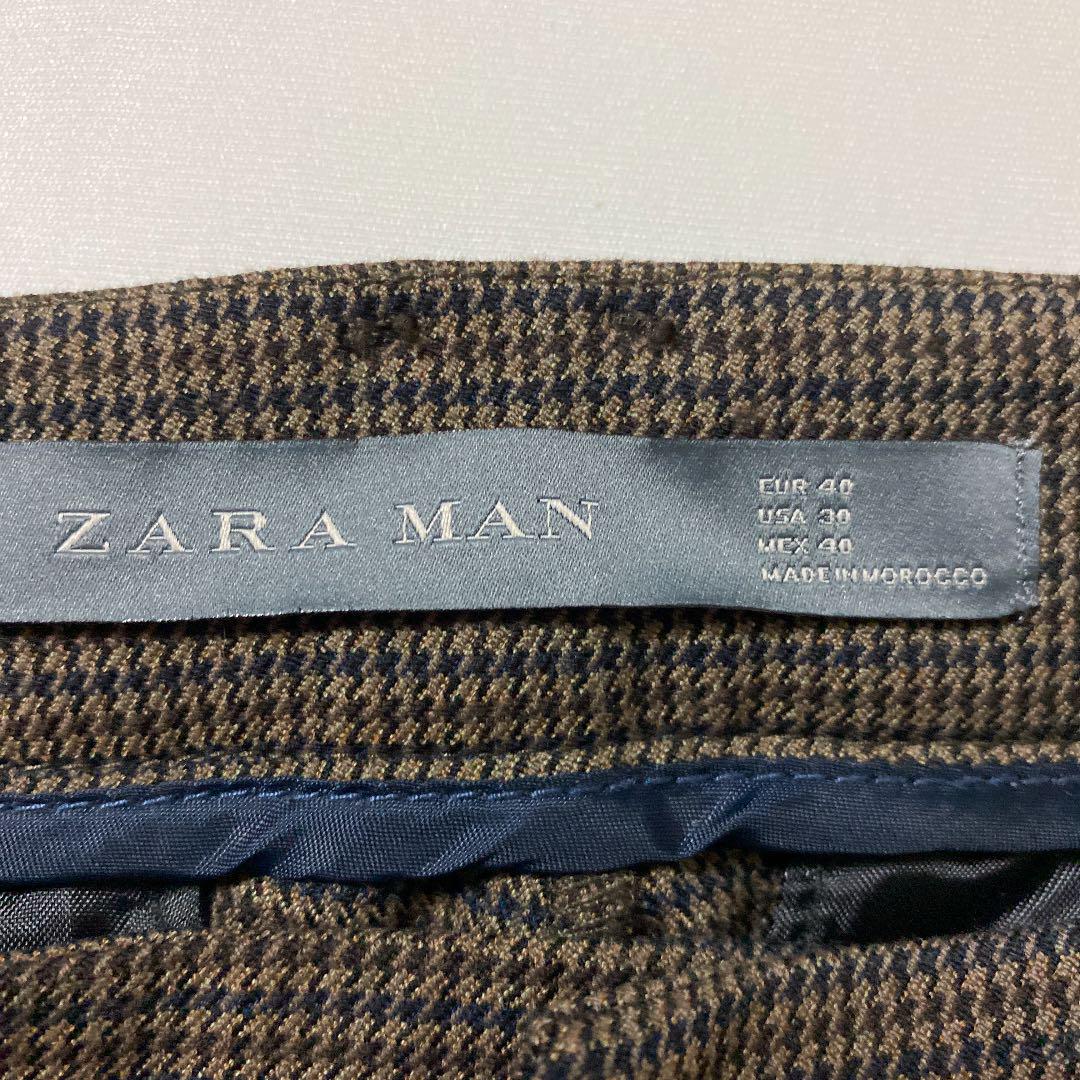 ZARA MAN
EUR 40
USA 30
MEX 40
MADE IN MOROCCO